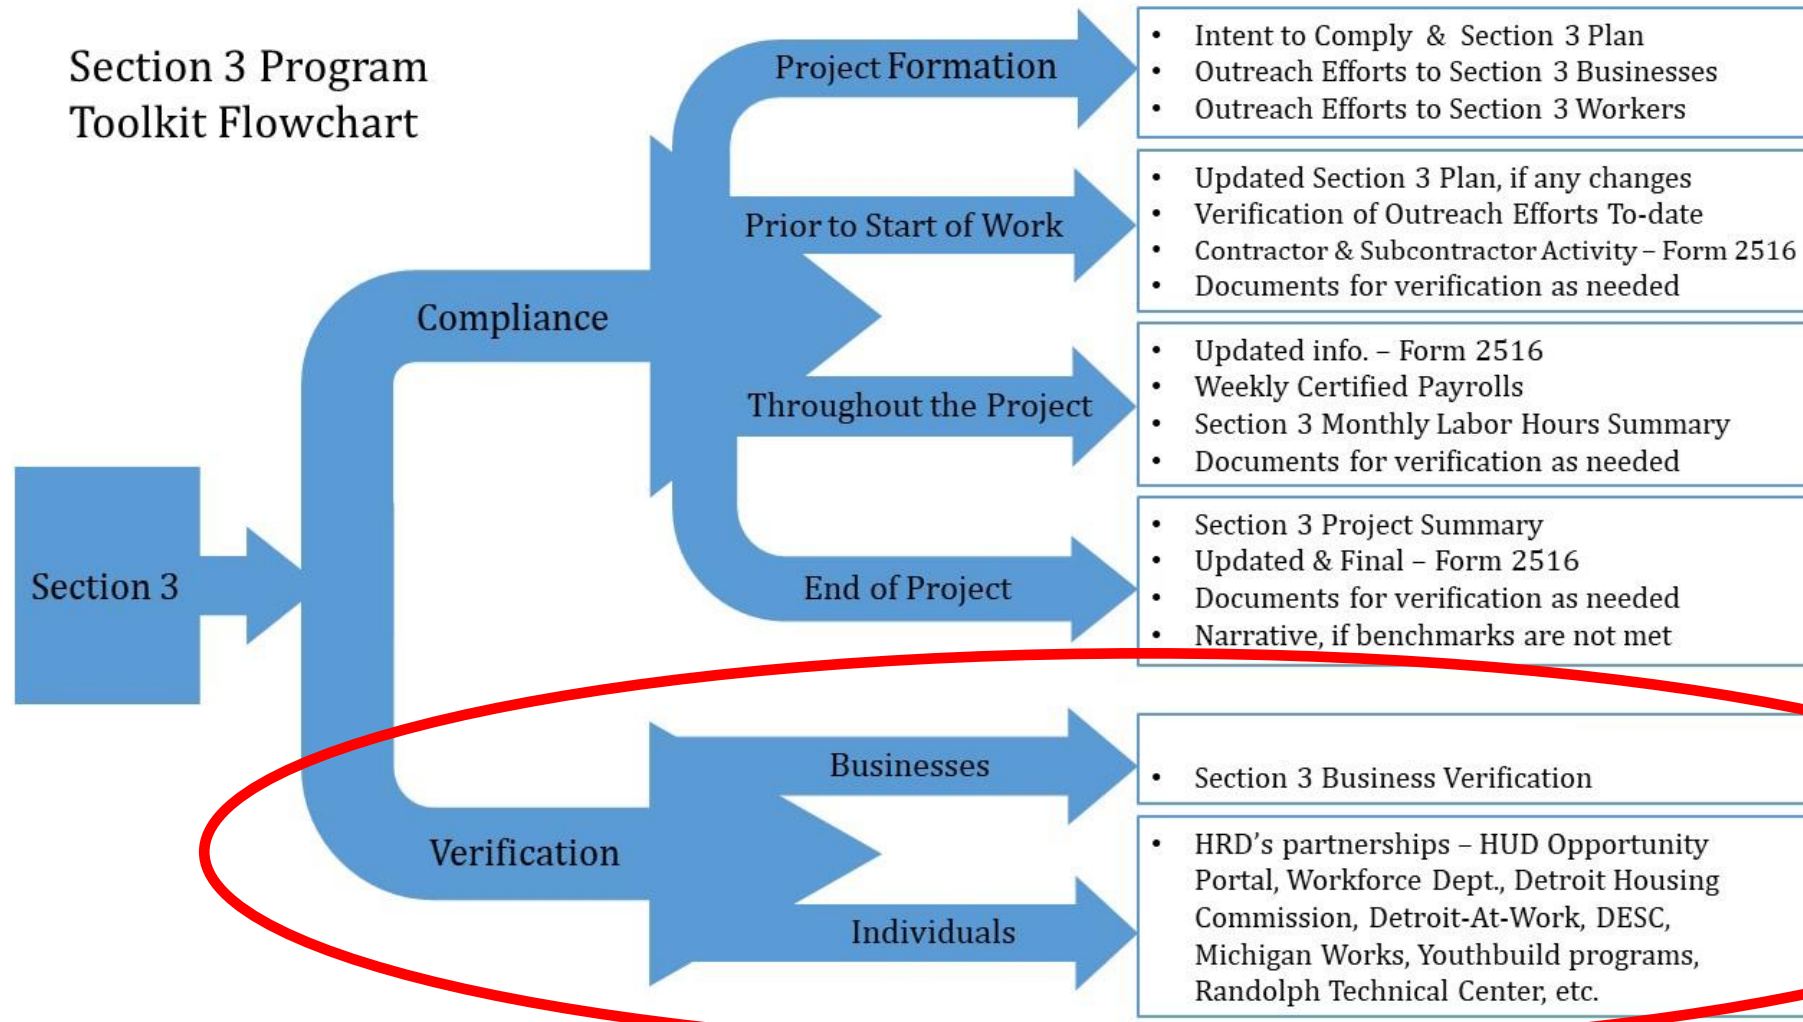 Section 3 Program
Toolkit Flowchart
Section 3
Compliance
Project Formation
• Intent to Comply & Section 3 Plan
• Outreach Efforts to Section 3 Businesses
• Outreach Efforts to Section 3 Workers
Prior to Start of Work
• Updated Section 3 Plan, if any changes
• Verification of Outreach Efforts To-date
• Contractor & Subcontractor Activity – Form 2516
• Documents for verification as needed
Throughout the Project
• Updated info. – Form 2516
• Weekly Certified Payrolls
• Section 3 Monthly Labor Hours Summary
• Documents for verification as needed
End of Project
• Section 3 Project Summary
• Updated & Final – Form 2516
• Documents for verification as needed
• Narrative, if benchmarks are not met
Verification
Businesses
• Section 3 Business Verification
Individuals
• HRD's partnerships – HUD Opportunity
Portal, Workforce Dept., Detroit Housing
Commission, Detroit-At-Work, DESC,
Michigan Works, Youthbuild programs,
Randolph Technical Center, etc.